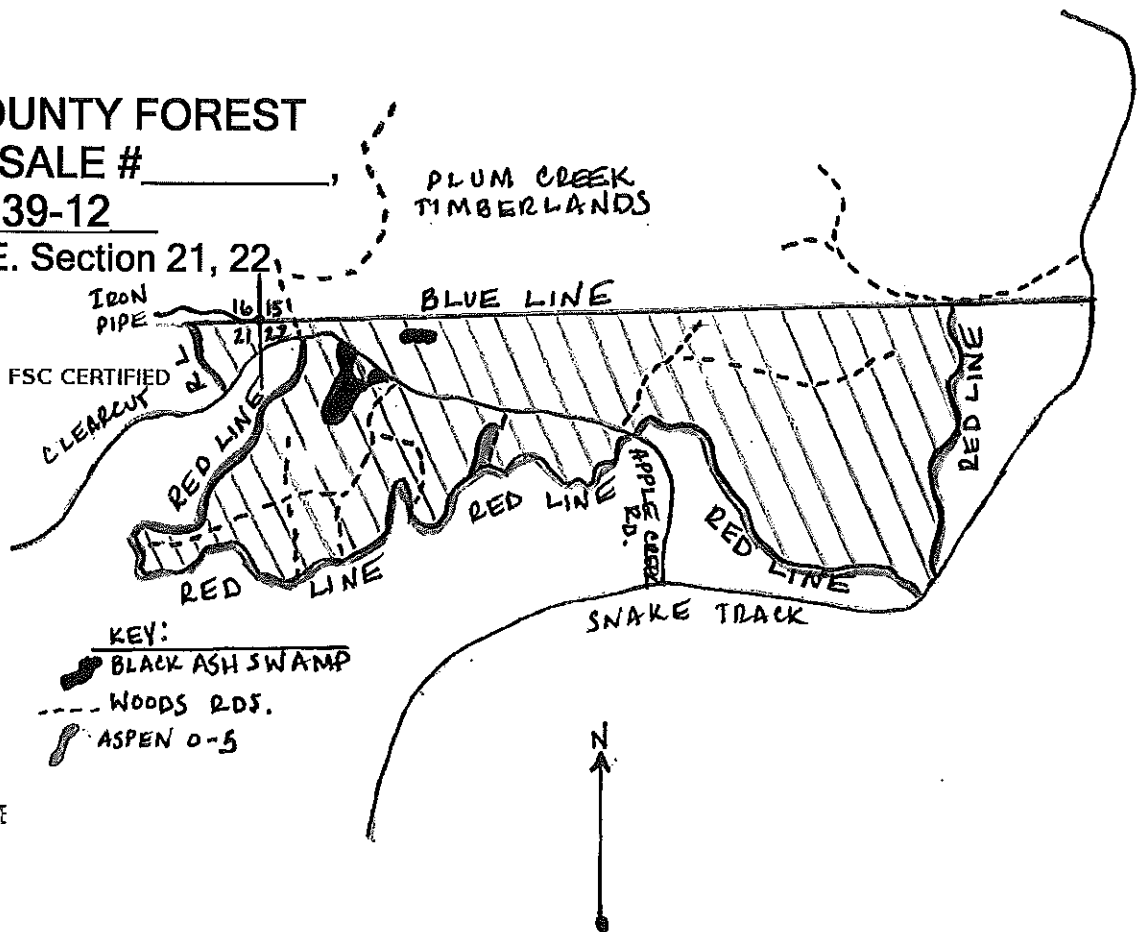 OUNTY FOREST
SALE #________,
39-12
E. Section 21, 22
PLUM CREEK
TIMBERLANDS
IRON
PIPE
16 15
21 22
BLUE LINE
FSC CERTIFIED
RL
CLEARCUT
RED LINE
RED LINE
RED LINE
APPLE CREEK
RD.
RED LINE
RED LINE
SNAKE TRACK
KEY:
BLACK ASH SWAMP
WOODS RDS.
ASPEN 0-5
N
E